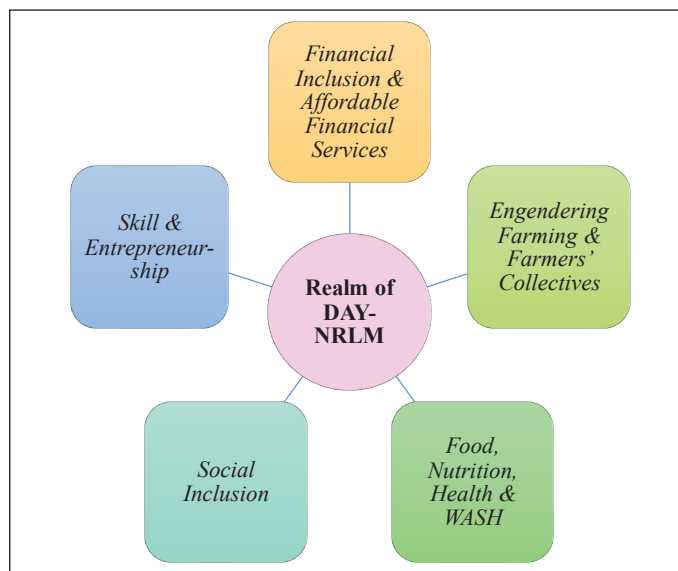 Financial
Inclusion &
Affordable
Financial
Services
Skill &
Entrepreneur-
ship
Engendering
Farming &
Farmers’
Collectives
Realm of
DAY-
NRLM
Social
Inclusion
Food,
Nutrition,
Health &
WASH